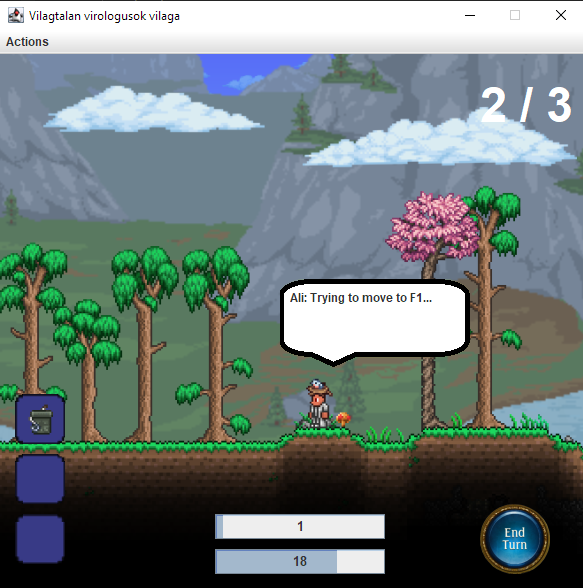 Vilagtalan virologusok vilaga
Actions
2 / 3
Ali: Trying to move to F1...
1
18
End
Turn